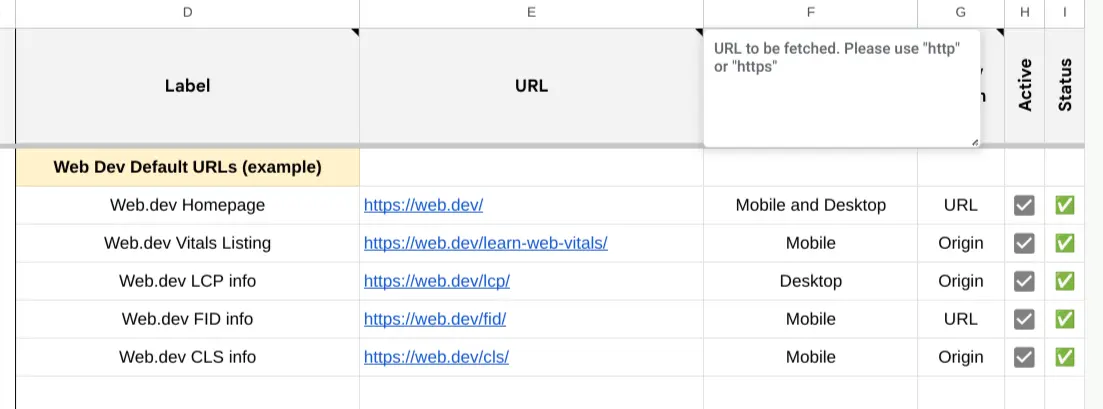 D E F G H I
Label URL Active Status
URL to be fetched. Please use "http"
or "https"
Web Dev Default URLs (example)
Web.dev Homepage https://web.dev/ Mobile and Desktop URL
Web.dev Vitals Listing https://web.dev/learn-web-vitals/ Mobile Origin
Web.dev LCP info https://web.dev/lcp/ Desktop Origin
Web.dev FID info https://web.dev/fid/ Mobile URL
Web.dev CLS info https://web.dev/cls/ Mobile Origin